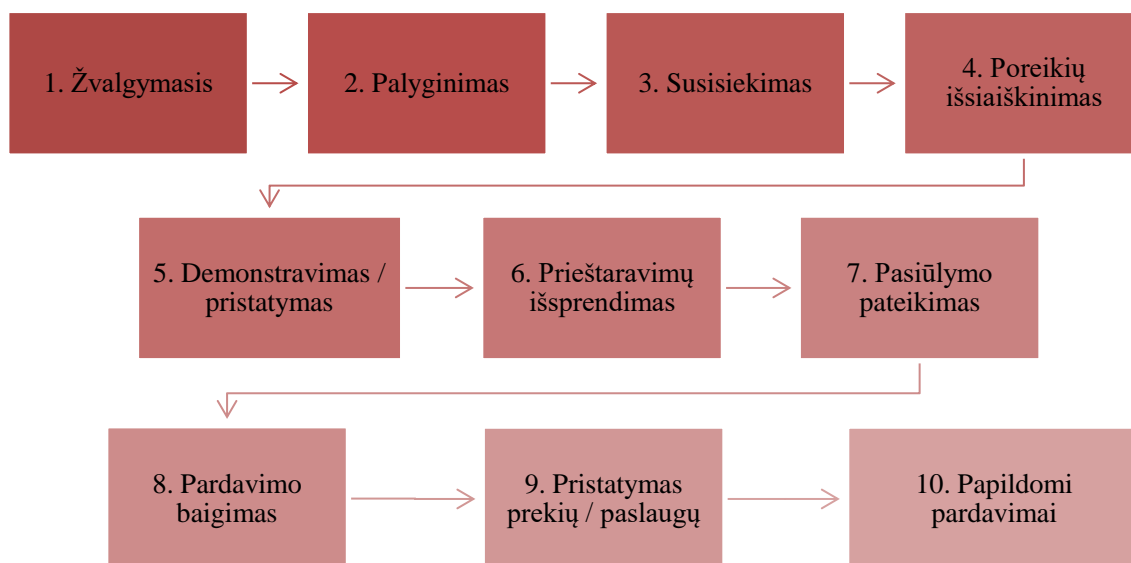 1. Žvalgymasis
2. Palyginimas
3. Susisiekimas
4. Poreikių
išsiaiškinimas
5. Demonstravimas /
pristatymas
6. Prieštaravimų
išsprendimas
7. Pasiūlymo
pateikimas
8. Pardavimo
baigimas
9. Pristatymas
prekių / paslaugų
10. Papildomi
pardavimai